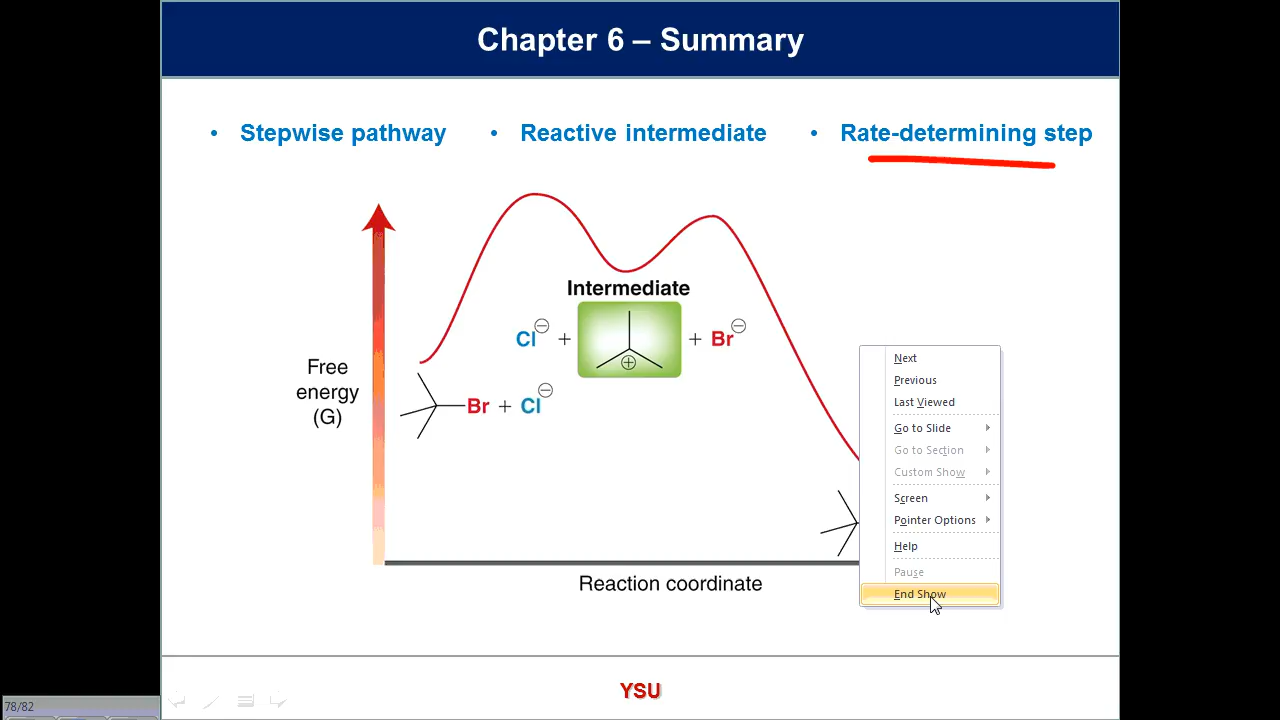 Chapter 6 – Summary
• Stepwise pathway • Reactive intermediate • Rate-determining step
Intermediate
Cl⊖ + ⊕ + Br⊖
Free
energy
(G)
Br + Cl⊖
Reaction coordinate
Next
Previous
Last Viewed
Go to Slide
Go to Section
Custom Show
Screen
Pointer Options
Help
Pause
End Show
YSU
78/82